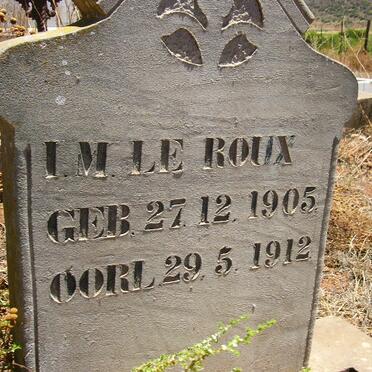 I. M. LE ROUX
GEB. 27. 12. 1905.
OORL. 29. 5. 1912